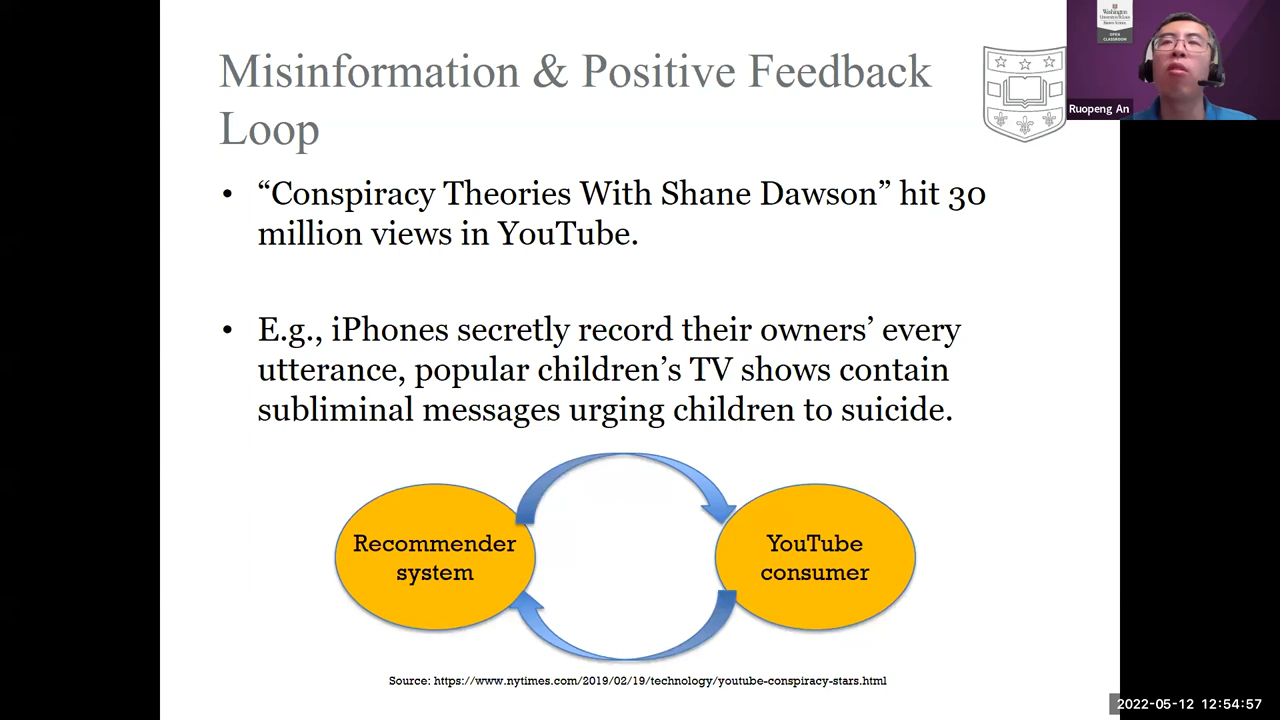 Misinformation & Positive Feedback
Loop
• “Conspiracy Theories With Shane Dawson” hit 30
million views in YouTube.
• E.g., iPhones secretly record their owners’ every
utterance, popular children’s TV shows contain
subliminal messages urging children to suicide.
Recommender
system
YouTube
consumer
Source: https://www.nytimes.com/2019/02/19/technology/youtube-conspiracy-stars.html
Washington
OPEN
CLASSROOM
Ruopeng An
2022-05-12 12:54:57